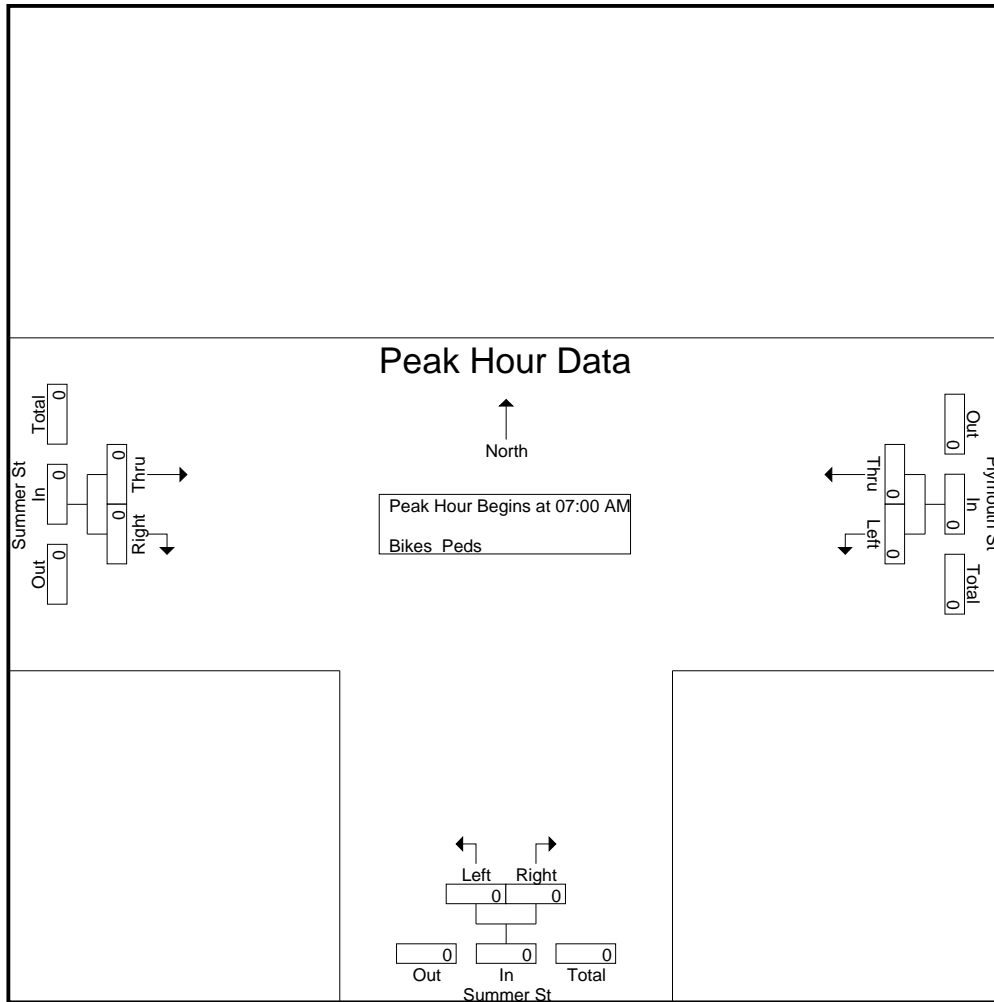 Peak Hour Data
North
Peak Hour Begins at 07:00 AM
Bikes Peds
Summer St
Total
0
In
0
Out
0
0
Thru
0
Right
Plymouth St
Out
0
In
0
Total
0
Thru
0
Left
0
Left Right
0 0
0 0 0
Out In Total
Summer St